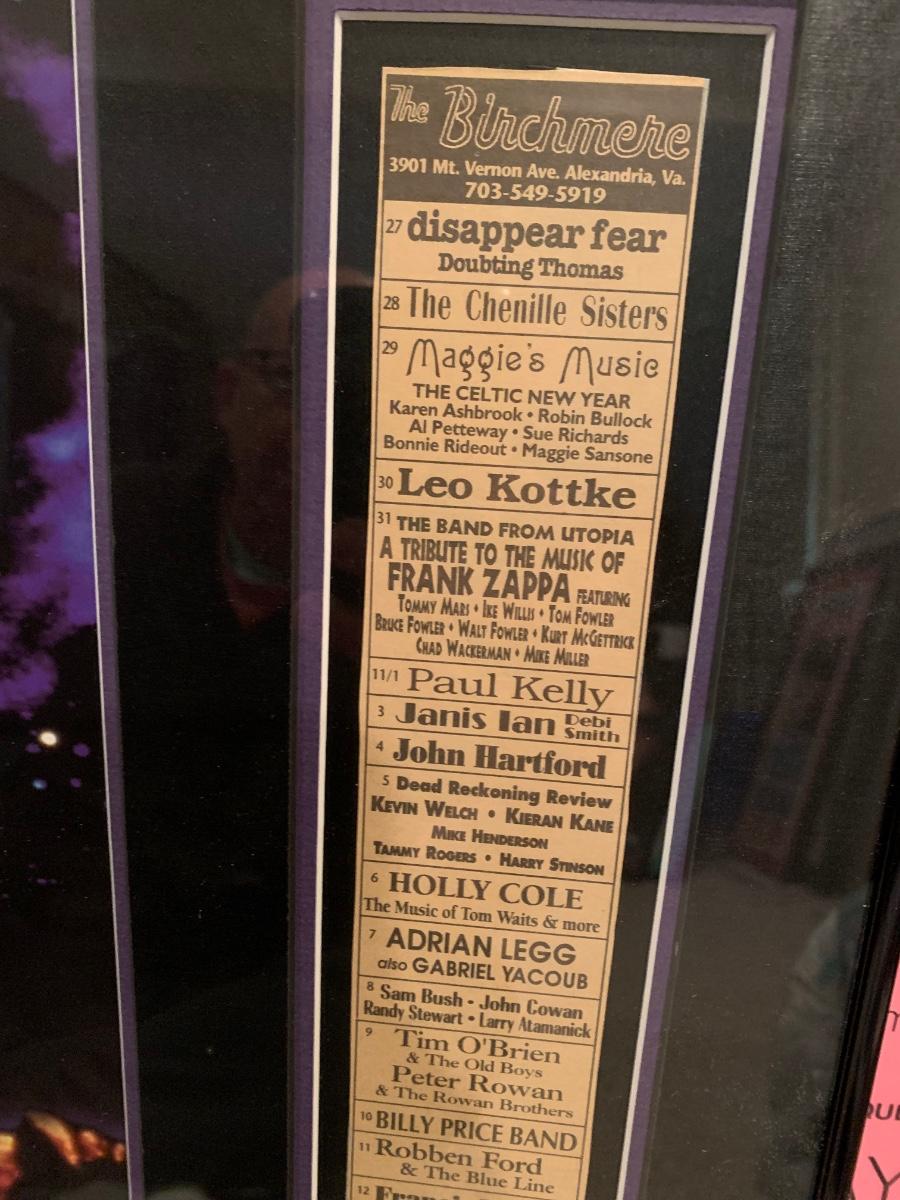 The Birchmere
3901 Mt. Vernon Ave. Alexandria, Va.
703-549-5919
27 disappear fear
Doubting Thomas
28 The Chenille Sisters
29 Maggie's Music
THE CELTIC NEW YEAR
Karen Ashbrook • Robin Bullock
Al Petteway • Sue Richards
Bonnie Rideout • Maggie Sansone
30 Leo Kottke
31 THE BAND FROM UTOPIA
A TRIBUTE TO THE MUSIC OF
FRANK ZAPPA FEATURING
TOMMY MARS • IKE WILLIS • TOM FOWLER
BRUCE FOWLER • WALT FOWLER • KURT MCGETTRICK
CHAD WACKERMAN • MIKE MILLER
11/1 Paul Kelly
3 Janis Ian Debi Smith
4 John Hartford
5 Dead Reckoning Review
KEVIN WELCH • KIERAN KANE
MIKE HENDERSON
TAMMY ROGERS • HARRY STINSON
6 HOLLY COLE
The Music of Tom Waits & more
7 ADRIAN LEGG
also GABRIEL YACOUB
8 Sam Bush - John Cowan
Randy Stewart • Larry Atamanick
9 Tim O'Brien
& The Old Boys
Peter Rowan
& The Rowan Brothers
10 BILLY PRICE BAND
11 Robben Ford
& The Blue Line
12